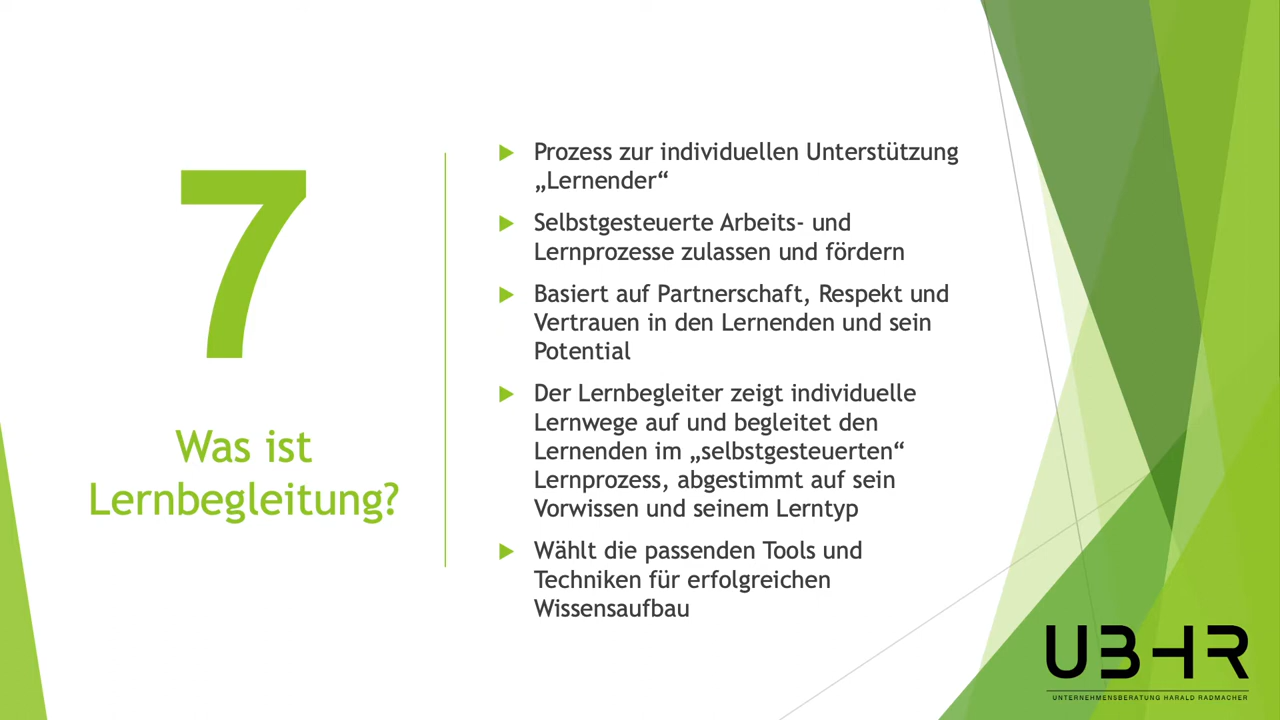 7
Was ist
Lernbegleitung?
Prozess zur individuellen Unterstützung
„Lernender“
Selbstgesteuerte Arbeits- und
Lernprozesse zulassen und fördern
Basiert auf Partnerschaft, Respekt und
Vertrauen in den Lernenden und sein
Potential
Der Lernbegleiter zeigt individuelle
Lernwege auf und begleitet den
Lernenden im „selbstgesteuerten“
Lernprozess, abgestimmt auf sein
Vorwissen und seinem Lerntyp
Wählt die passenden Tools und
Techniken für erfolgreichen
Wissensaufbau
UBHR
UNTERNEHMENSBERATUNG HARALD RADMACHER